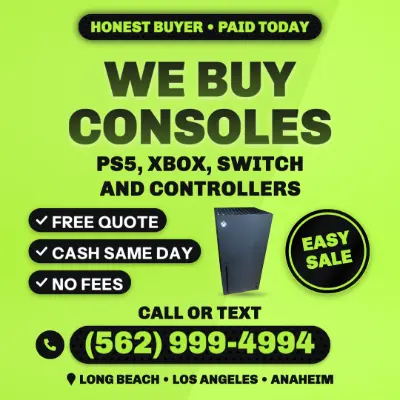 HONEST BUYER • PAID TODAY
WE BUY
CONSOLES
PS5, XBOX, SWITCH
AND CONTROLLERS
FREE QUOTE
CASH SAME DAY
NO FEES
EASY
SALE
CALL OR TEXT
(562) 999-4994
LONG BEACH • LOS ANGELES • ANAHEIM